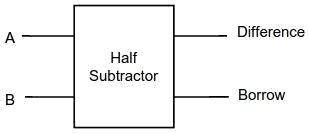 A
Half
Subtractor
Difference
B
Borrow